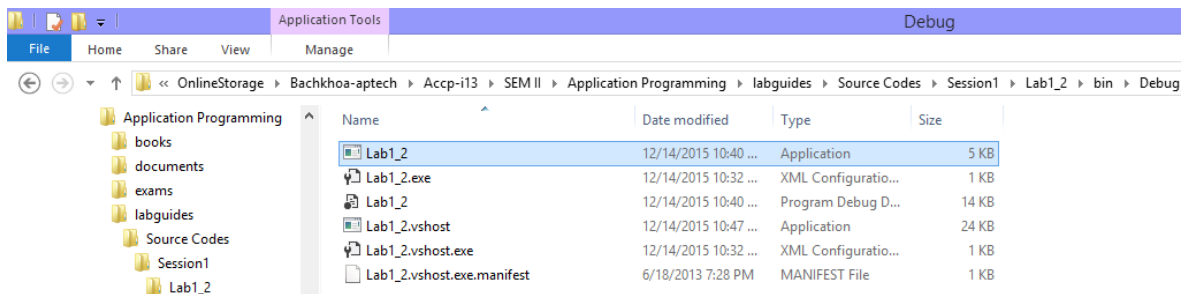 Application Tools Debug
File Home Share View Manage
« OnlineStorage Bachkhoa-aptech Accp-i13 SEM II Application Programming labguides Source Codes Session1 Lab1_2 bin Debug
Application Programming Name Date modified Type Size
books
Lab1_2 12/14/2015 10:40 ... Application 5 KB
documents
Lab1_2.exe 12/14/2015 10:32 ... XML Configuratio... 1 KB
exams
Lab1_2 12/14/2015 10:40 ... Program Debug D... 14 KB
labguides
Lab1_2.vshost 12/14/2015 10:47 ... Application 24 KB
Source Codes
Lab1_2.vshost.exe 12/14/2015 10:32 ... XML Configuratio... 1 KB
Session1
Lab1_2.vshost.exe.manifest 6/18/2013 7:28 PM MANIFEST File 1 KB
Lab1_2